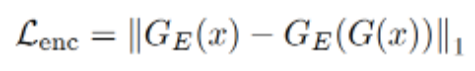 ℒ_enc = ‖G_E(x) − G_E(G(x))‖_1